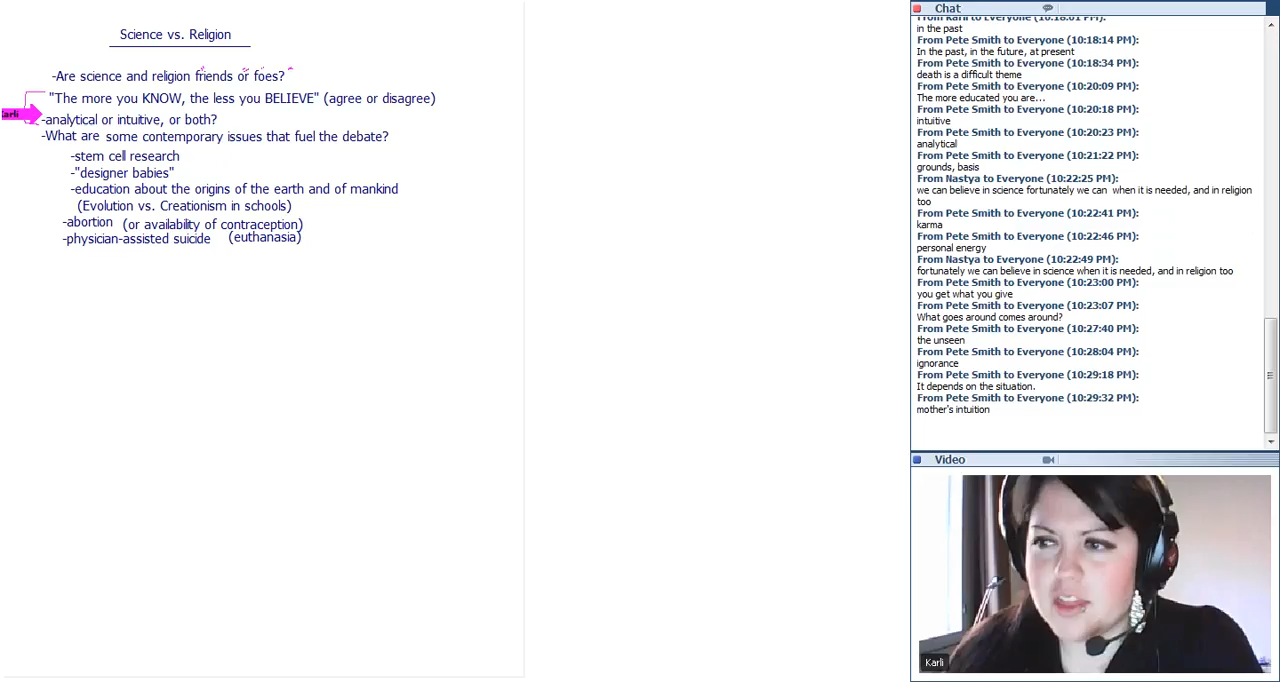 Science vs. Religion
-Are science and religion friends or foes?
"The more you KNOW, the less you BELIEVE" (agree or disagree)
Karli
-analytical or intuitive, or both?
-What are some contemporary issues that fuel the debate?
-stem cell research
-"designer babies"
-education about the origins of the earth and of mankind
(Evolution vs. Creationism in schools)
-abortion (or availability of contraception)
-physician-assisted suicide (euthanasia)
Chat
From Karli to Everyone (10:18:01 PM):
in the past
From Pete Smith to Everyone (10:18:14 PM):
In the past, in the future, at present
From Pete Smith to Everyone (10:18:34 PM):
death is a difficult theme
From Pete Smith to Everyone (10:20:09 PM):
The more educated you are...
From Pete Smith to Everyone (10:20:18 PM):
intuitive
From Pete Smith to Everyone (10:20:23 PM):
analytical
From Pete Smith to Everyone (10:21:22 PM):
grounds, basis
From Nastya to Everyone (10:22:25 PM):
we can believe in science fortunately we can when it is needed, and in religion
too
From Pete Smith to Everyone (10:22:41 PM):
karma
From Pete Smith to Everyone (10:22:46 PM):
personal energy
From Nastya to Everyone (10:22:49 PM):
fortunately we can believe in science when it is needed, and in religion too
From Pete Smith to Everyone (10:23:00 PM):
you get what you give
From Pete Smith to Everyone (10:23:07 PM):
What goes around comes around?
From Pete Smith to Everyone (10:27:40 PM):
the unseen
From Pete Smith to Everyone (10:28:04 PM):
ignorance
From Pete Smith to Everyone (10:29:18 PM):
It depends on the situation.
From Pete Smith to Everyone (10:29:32 PM):
mother's intuition
Video
Karli